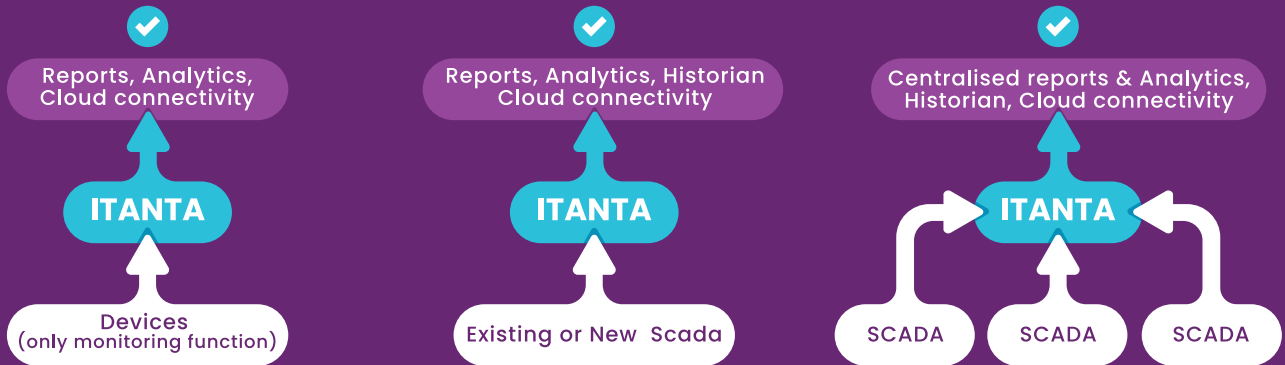 Reports, Analytics,
Cloud connectivity
ITANTA
Devices
(only monitoring function)
Reports, Analytics, Historian
Cloud connectivity
ITANTA
Existing or New Scada
Centralised reports & Analytics,
Historian, Cloud connectivity
ITANTA
SCADA
SCADA
SCADA